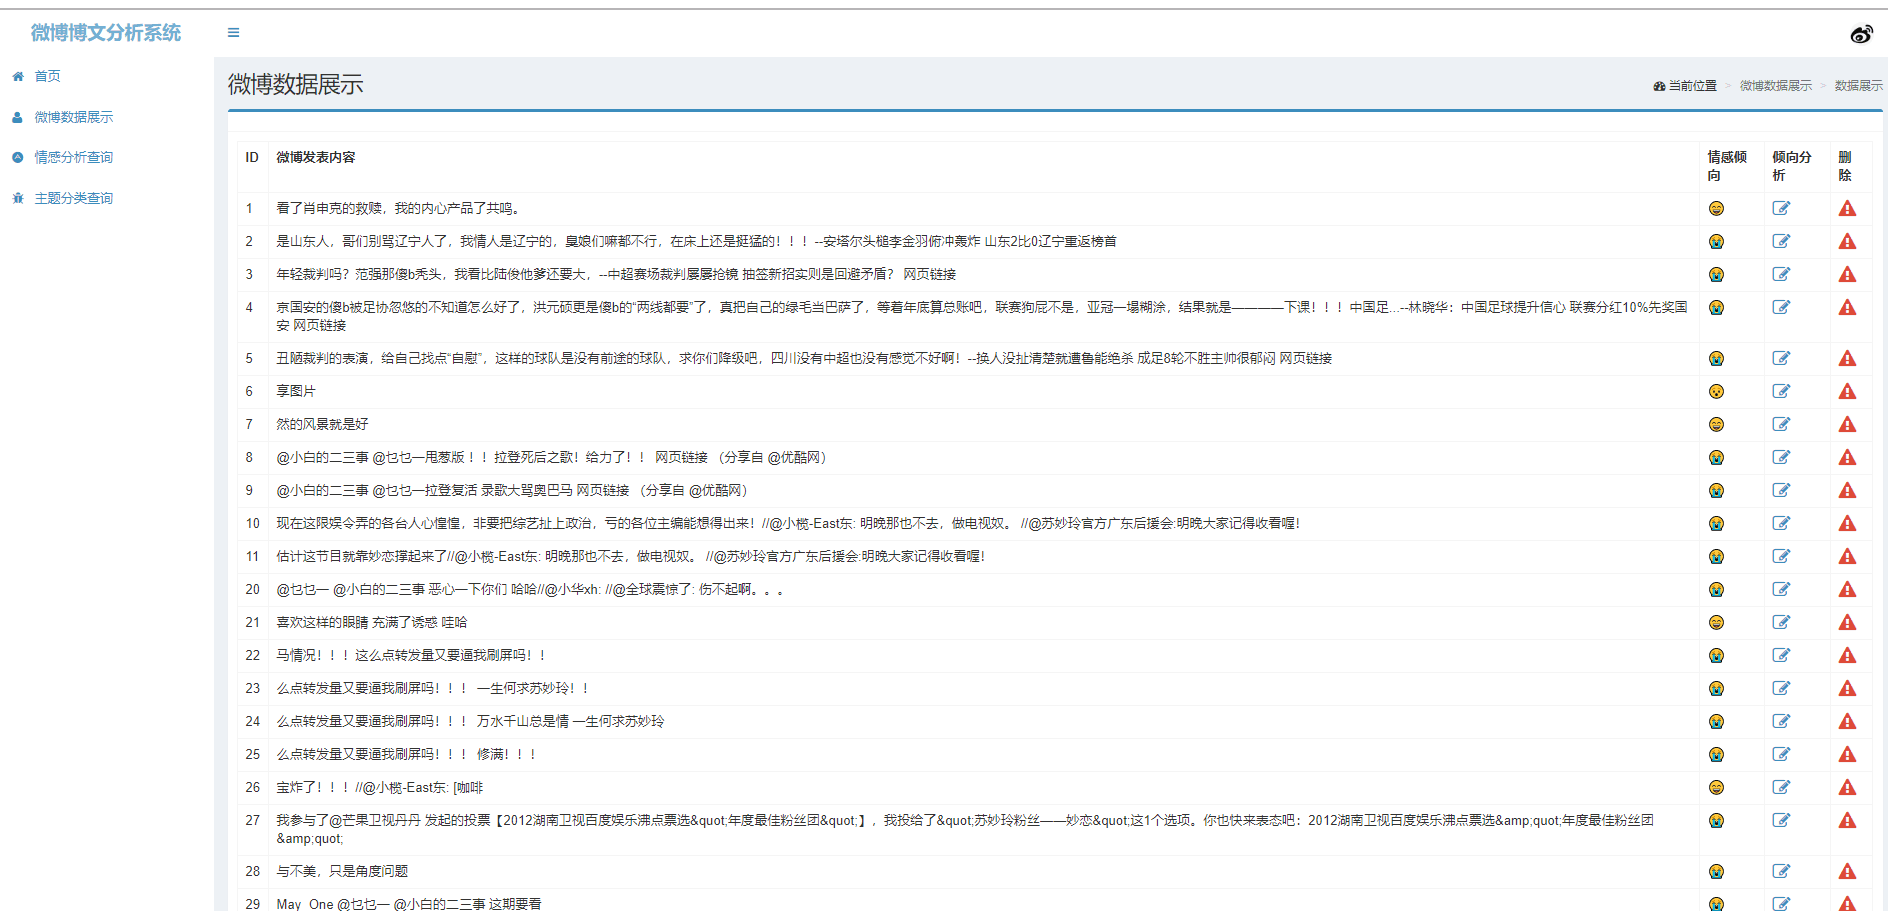 微博博文分析系统
首页
微博数据展示
情感分析查询
主题分类查询
微博数据展示
当前位置 > 微博数据展示 > 数据展示
ID 微博发表内容 情感倾向 倾向分析 删除
1 看了肖申克的救赎，我的内心产品了共鸣。
2 是山东人，哥们别骂辽宁人了，我情人是辽宁的，臭娘们嘛都不行，在床上还是挺猛的！！！--安塔尔头槌李金羽俯冲轰炸 山东2比0辽宁重返榜首
3 年轻裁判吗？范强那傻b秃头，我看比陆俊他爹还要大，--中超赛场裁判屡屡抢镜 抽签新招实则是回避矛盾？ 网页链接
4 京国安的傻b被足协忽悠的不知道怎么好了，洪元硕更是傻b的“两线都要”了，真把自己的绿毛当巴萨了，等着年底算总账吧，联赛狗屁不是，亚冠一塌糊涂，结果就是————下课！！！中国足...--林晓华：中国足球提升信心 联赛分红10%先奖国
安 网页链接
5 丑陋裁判的表演，给自己找点“自慰”，这样的球队是没有前途的球队，求你们降级吧，四川没有中超也没有感觉不好啊！--换人没扯清楚就遭鲁能绝杀 成足8轮不胜主帅很郁闷 网页链接
6 享图片
7 然的风景就是好
8 @小白的二三事 @乜乜一甩葱版！！拉登死后之歌！给力了！！ 网页链接 （分享自 @优酷网）
9 @小白的二三事 @乜乜一拉登复活 录歌大骂奥巴马 网页链接 （分享自 @优酷网）
10 现在这限娱令弄的各台人心惶惶，非要把综艺扯上政治，亏的各位主编能想得出来！//@小榄-East东: 明晚那也不去，做电视奴。 //@苏妙玲官方广东后援会:明晚大家记得收看喔！
11 估计这节目就靠妙恋撑起来了//@小榄-East东: 明晚那也不去，做电视奴。 //@苏妙玲官方广东后援会:明晚大家记得收看喔！
20 @乜乜一 @小白的二三事 恶心一下你们 哈哈//@小华xh: //@全球震惊了: 伤不起啊。。。
21 喜欢这样的眼睛 充满了诱惑 哇哈
22 马情况！！！这么点转发量又要逼我刷屏吗！！
23 么点转发量又要逼我刷屏吗！！！ 一生何求苏妙玲！！
24 么点转发量又要逼我刷屏吗！！！ 万水千山总是情 一生何求苏妙玲
25 么点转发量又要逼我刷屏吗！！！ 修满！！！
26 宝炸了！！！//@小榄-East东: [咖啡
27 我参与了@芒果卫视丹丹 发起的投票【2012湖南卫视百度娱乐沸点票选&quot;年度最佳粉丝团&quot;】，我投给了&quot;苏妙玲粉丝——妙恋&quot;这1个选项。你也快来表态吧：2012湖南卫视百度娱乐沸点票选&amp;quot;年度最佳粉丝团
&amp;quot;
28 与不美，只是角度问题
29 May_One @乜乜一 @小白的二三事 这期要看